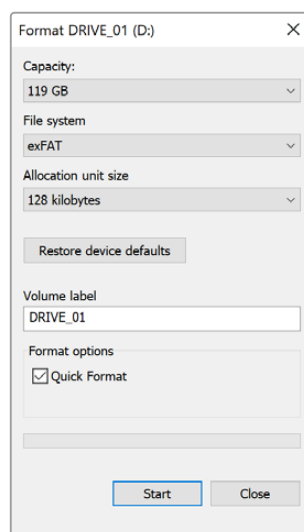 Format DRIVE_01 (D:)
Capacity:
119 GB
File system
exFAT
Allocation unit size
128 kilobytes
Restore device defaults
Volume label
DRIVE_01
Format options
Quick Format
Start Close